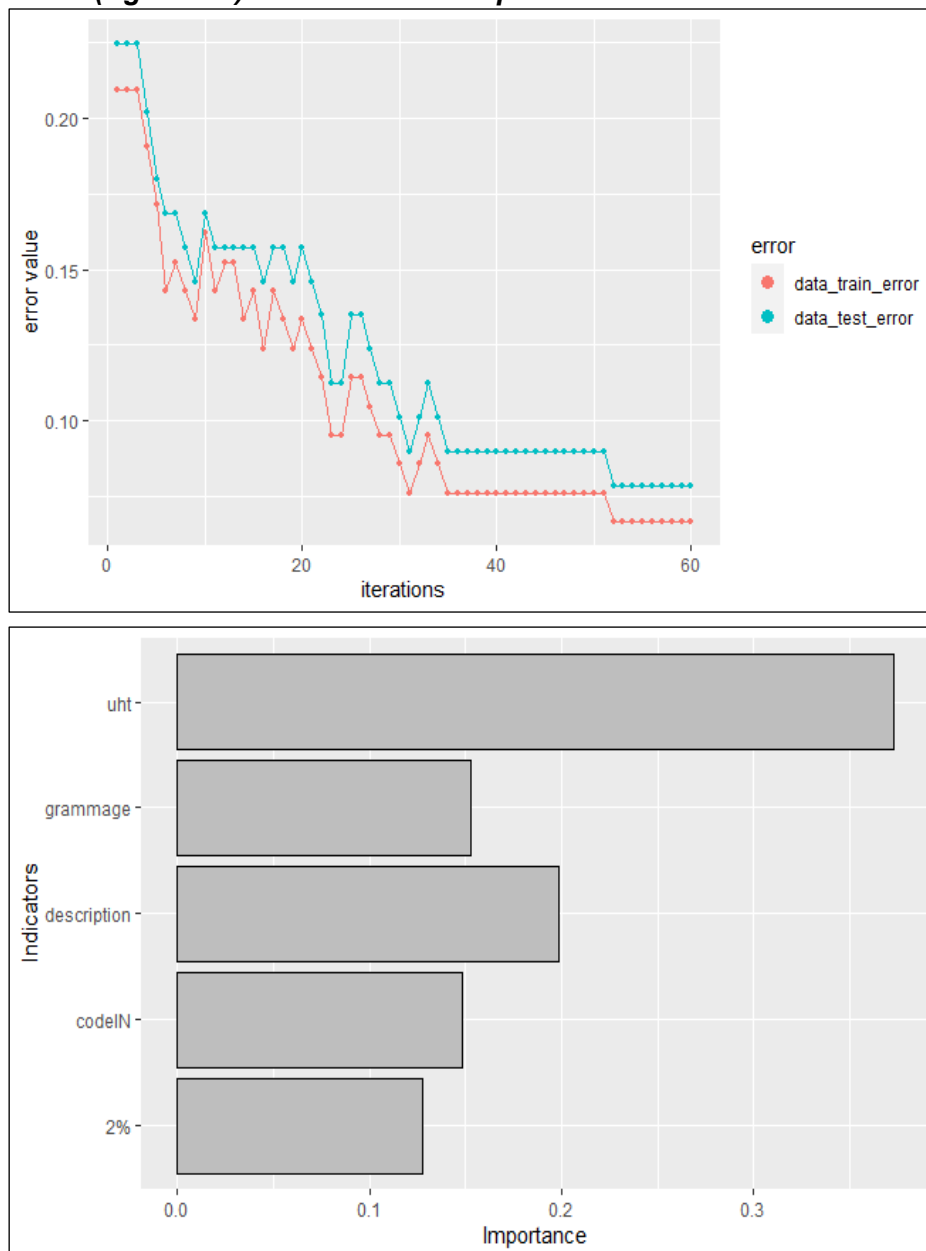 0.20
0.15
0.10
error value
0
20
40
60
iterations
error
data_train_error
data_test_error
uht
grammage
description
codeIN
2%
Indicators
0.0
0.1
0.2
0.3
Importance